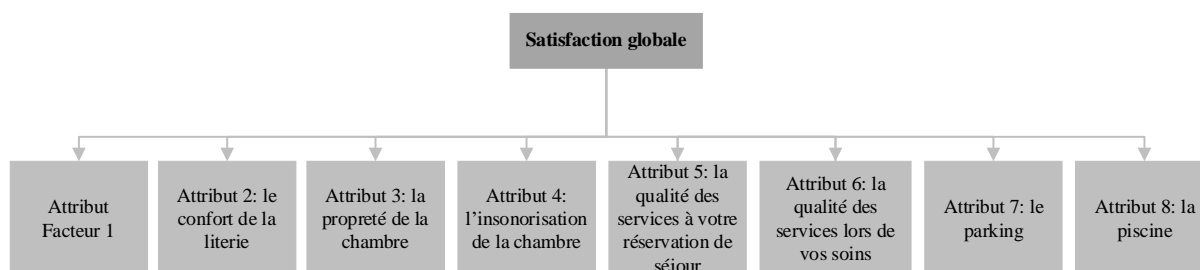 Satisfaction globale
Attribut
Facteur 1
Attribut 2: le
confort de la
literie
Attribut 3: la
propreté de la
chambre
Attribut 4:
l’insonorisation
de la chambre
Attribut 5: la
qualité des
services à votre
réservation de
séjour
Attribut 6: la
qualité des
services lors de
vos soins
Attribut 7: le
parking
Attribut 8: la
piscine